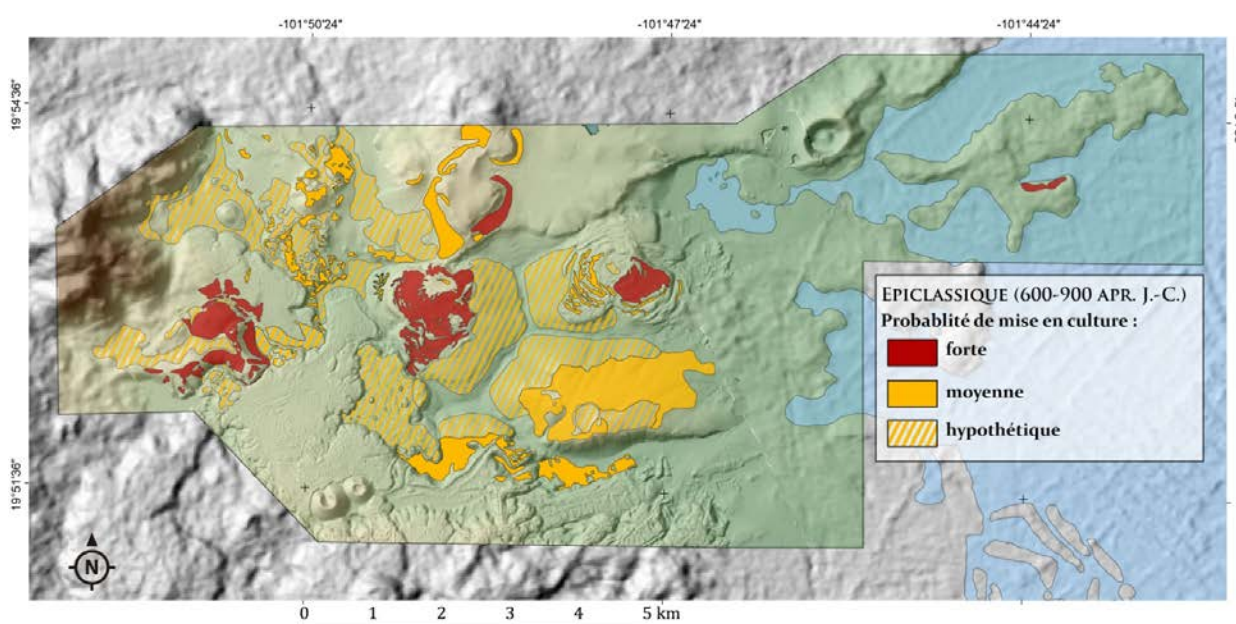 -101°50'24" -101°47'24" -101°44'24"
19°54'36"
EPICLASSIQUE (600-900 APR. J.-C.)
Probablité de mise en culture :
forte
moyenne
hypothétique
19°51'36"
N
0 1 2 3 4 5 km